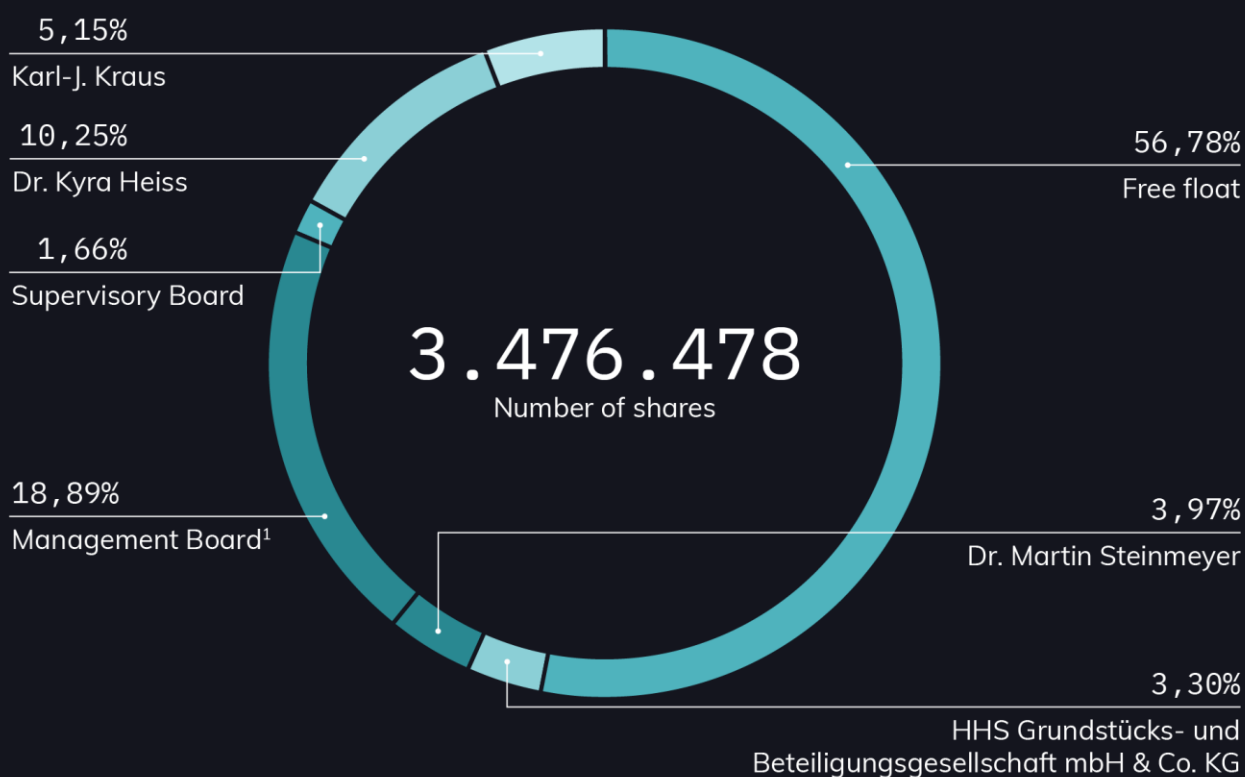 5,15%
Karl-J. Kraus
10,25%
Dr. Kyra Heiss
1,66%
Supervisory Board
18,89%
Management Board¹
3.476.478
Number of shares
56,78%
Free float
3,97%
Dr. Martin Steinmeyer
3,30%
HHS Grundstücks- und
Beteiligungsgesellschaft mbH & Co. KG